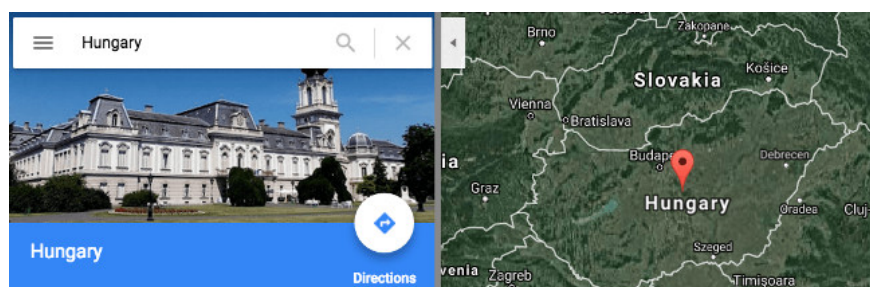 Hungary
Hungary
Directions
Brno
Zakopane
Slovakia
Košice
Vienna
Bratislava
Budape
Debrecen
ia
Graz
Hungary
Oradea
Cluj-
Szeged
venia
Zagreb
Timișoara